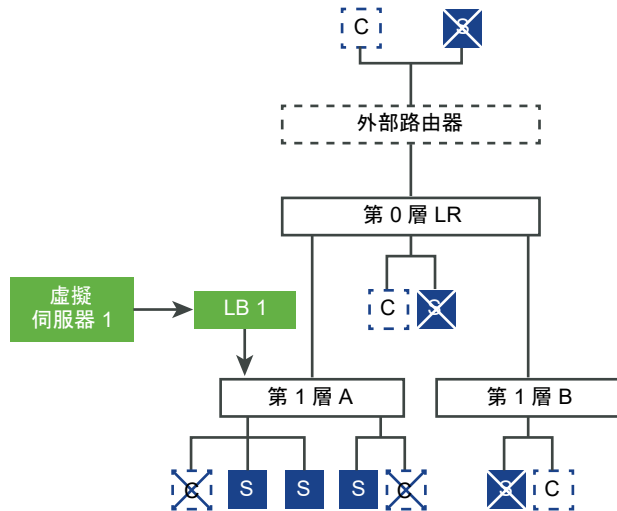 C S
外部路由器
第 0 層 LR
虛擬
伺服器 1
LB 1
C S
第 1 層 A
第 1 層 B
C S S S C S C